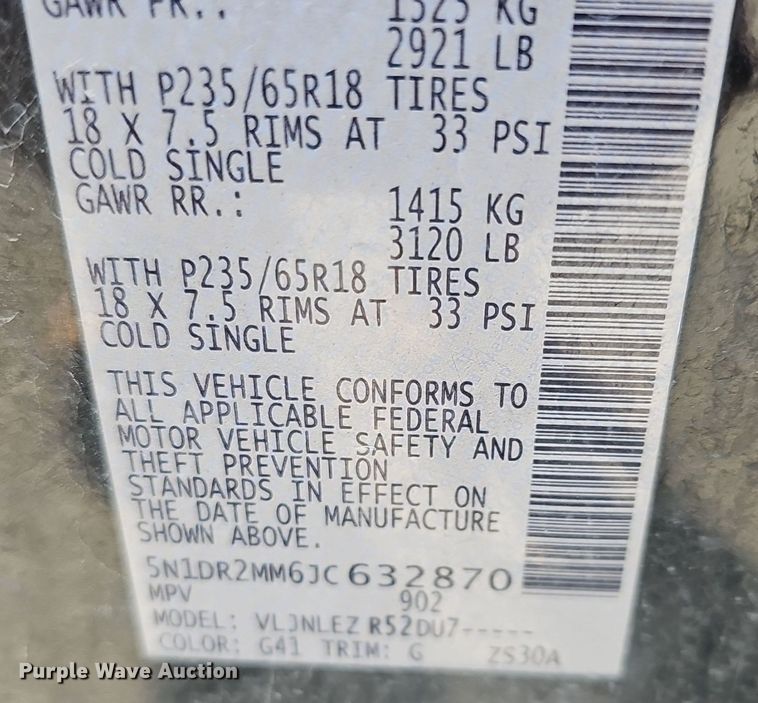 GAWR FR.: 1325 KG
2921 LB
WITH P235/65R18 TIRES
18 X 7.5 RIMS AT 33 PSI
COLD SINGLE
GAWR RR.: 1415 KG
3120 LB
WITH P235/65R18 TIRES
18 X 7.5 RIMS AT 33 PSI
COLD SINGLE
THIS VEHICLE CONFORMS TO
ALL APPLICABLE FEDERAL
MOTOR VEHICLE SAFETY AND
THEFT PREVENTION
STANDARDS IN EFFECT ON
THE DATE OF MANUFACTURE
SHOWN ABOVE.
5N1DR2MM6JC632870
MPV 902
MODEL: VLJNLEZ R52DU7-----
COLOR: G41 TRIM: G ZS30A
Purple Wave Auction